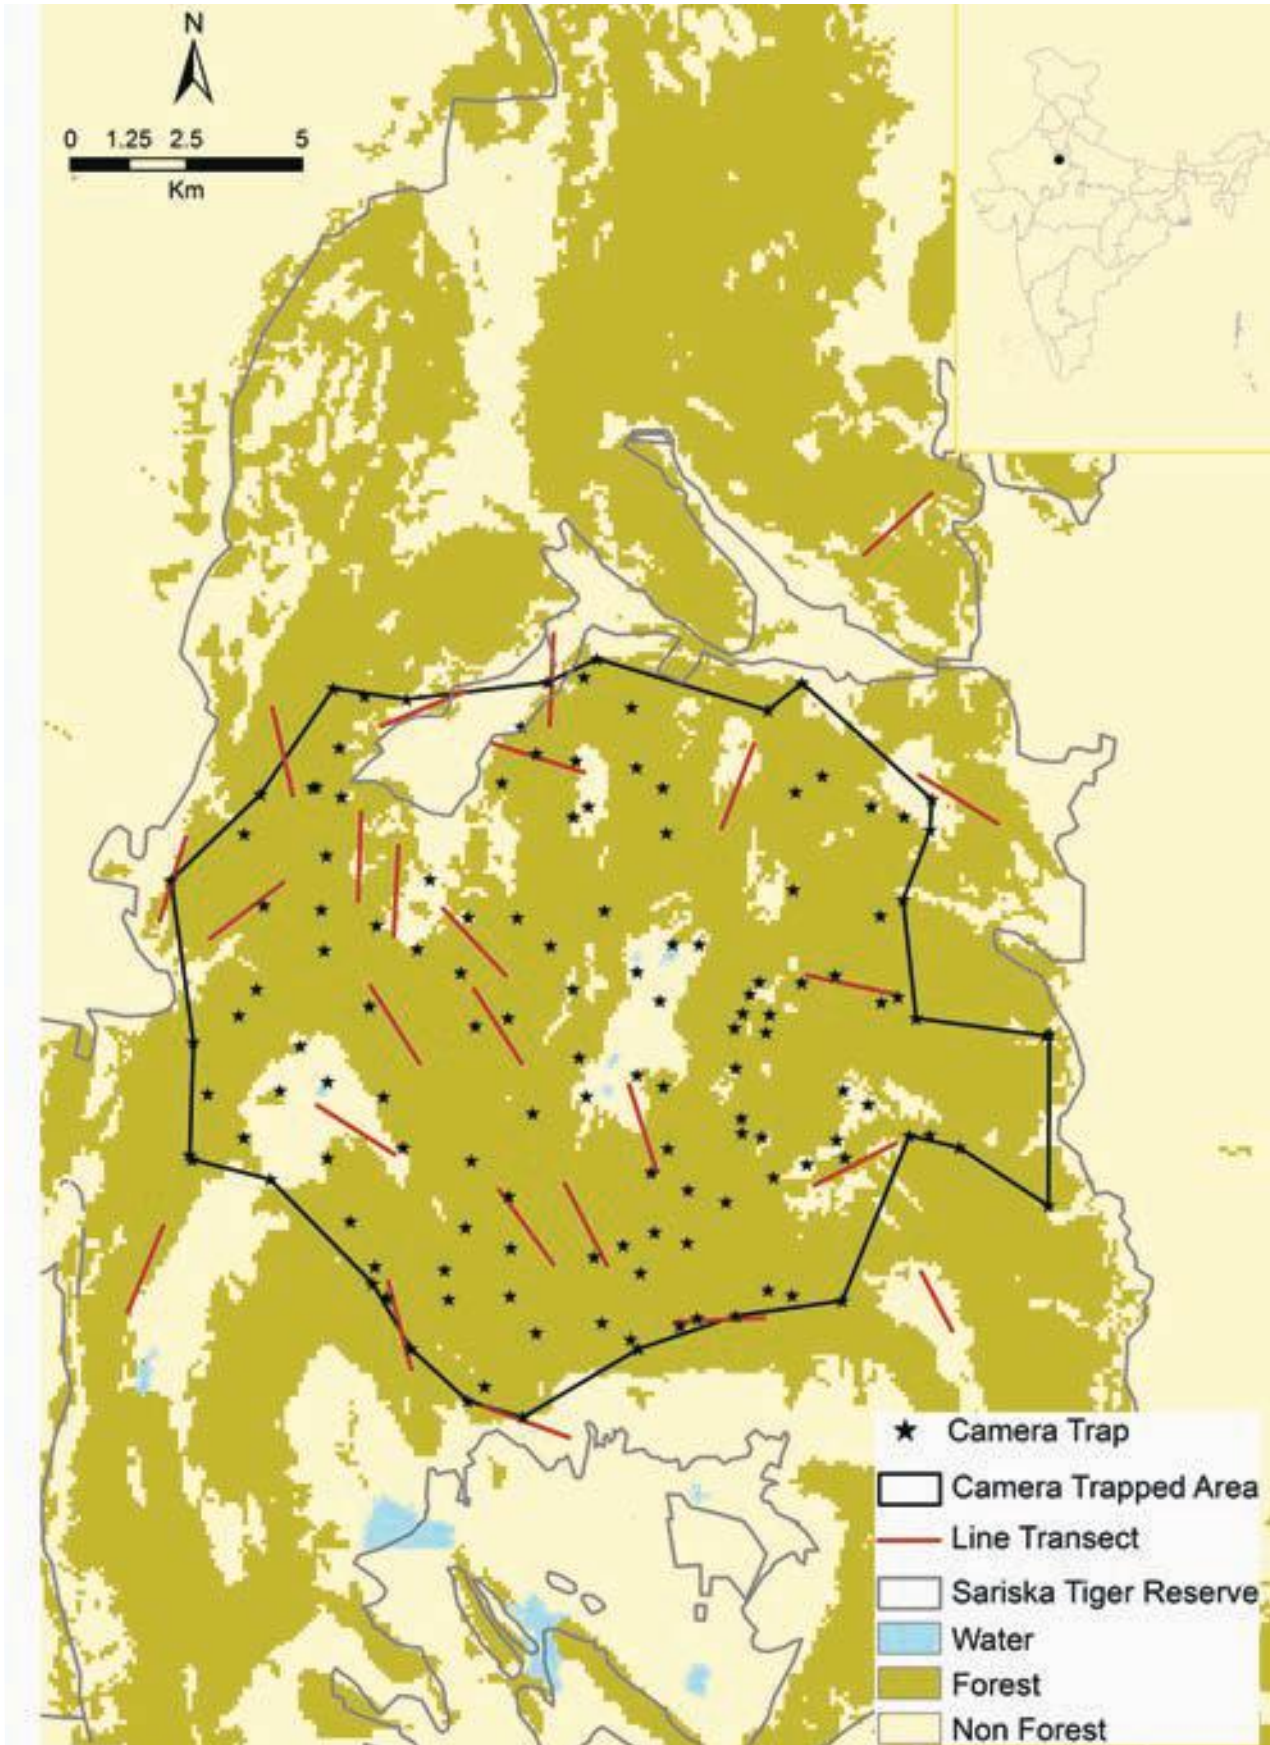 N
0 1.25 2.5 5
Km
Camera Trap
Camera Trapped Area
Line Transect
Sariska Tiger Reserve
Water
Forest
Non Forest